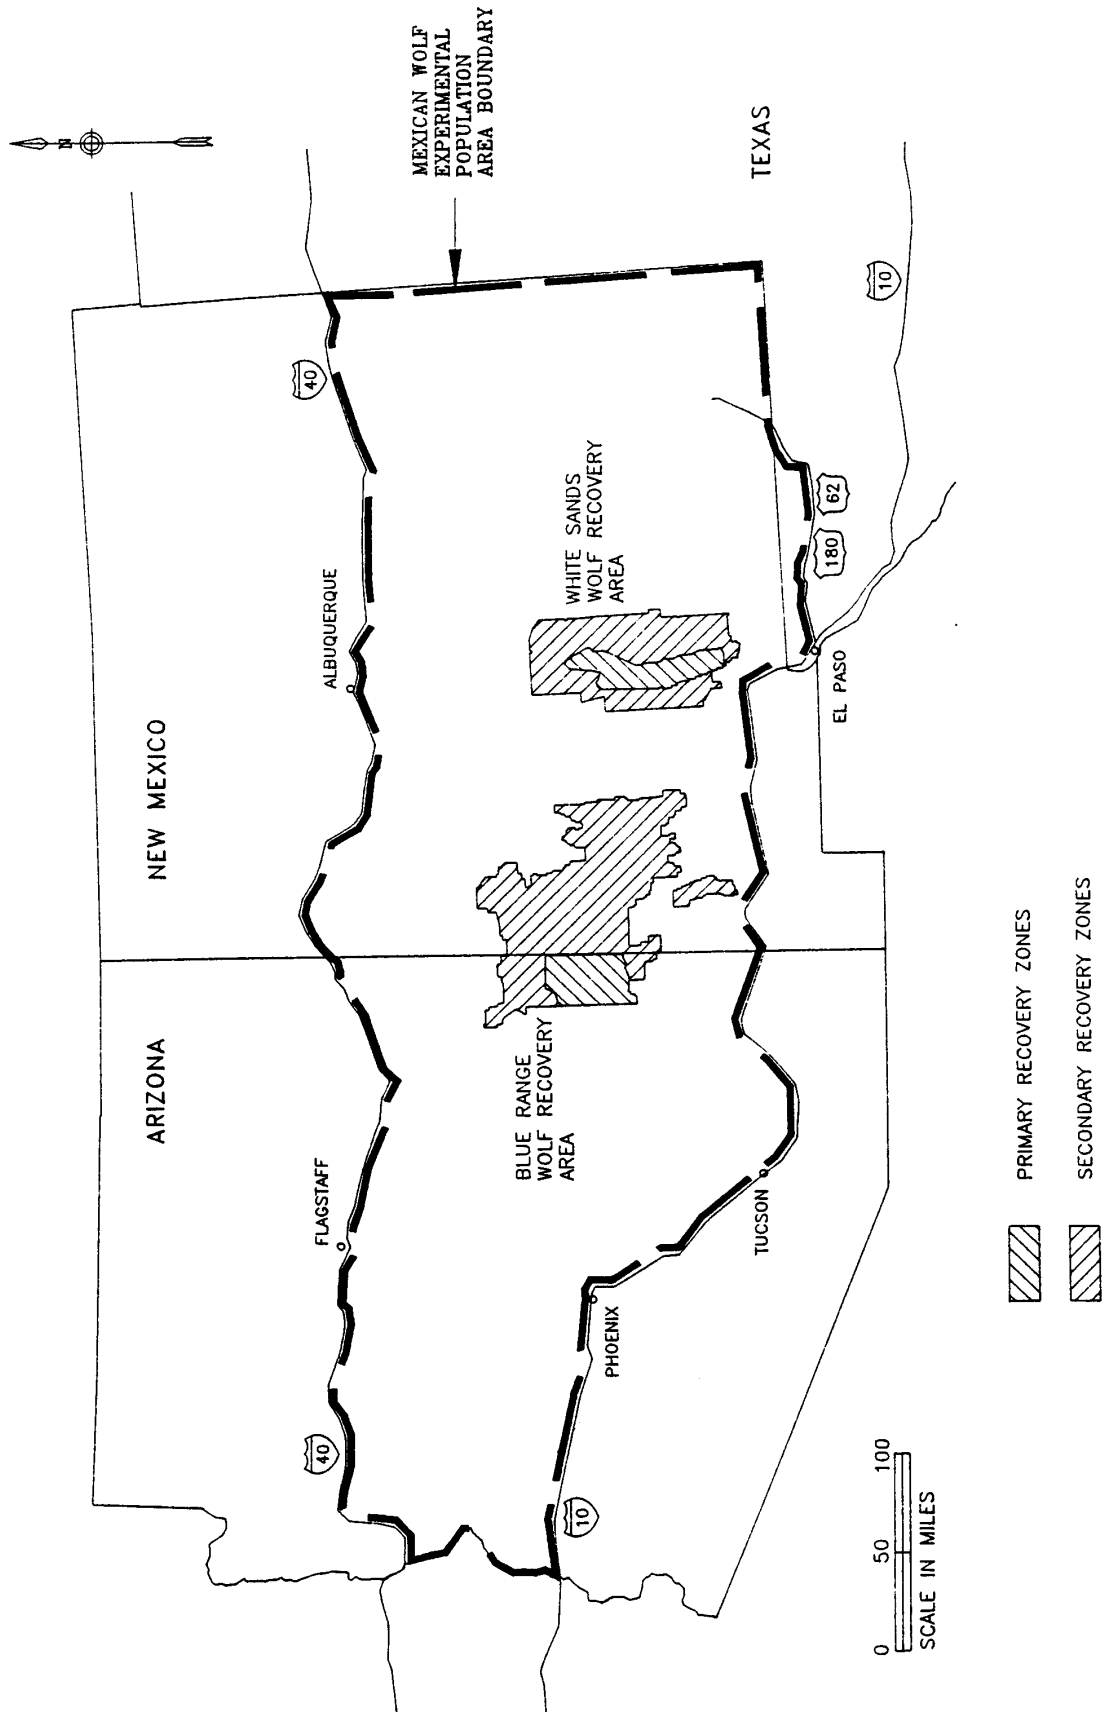 N
MEXICAN WOLF
EXPERIMENTAL
POPULATION
AREA BOUNDARY
ARIZONA
NEW MEXICO
TEXAS
40
40
FLAGSTAFF
ALBUQUERQUE
BLUE RANGE
WOLF RECOVERY
AREA
WHITE SANDS
WOLF RECOVERY
AREA
10
PHOENIX
TUCSON
EL PASO
180
62
10
0 50 100
SCALE IN MILES
PRIMARY RECOVERY ZONES
SECONDARY RECOVERY ZONES